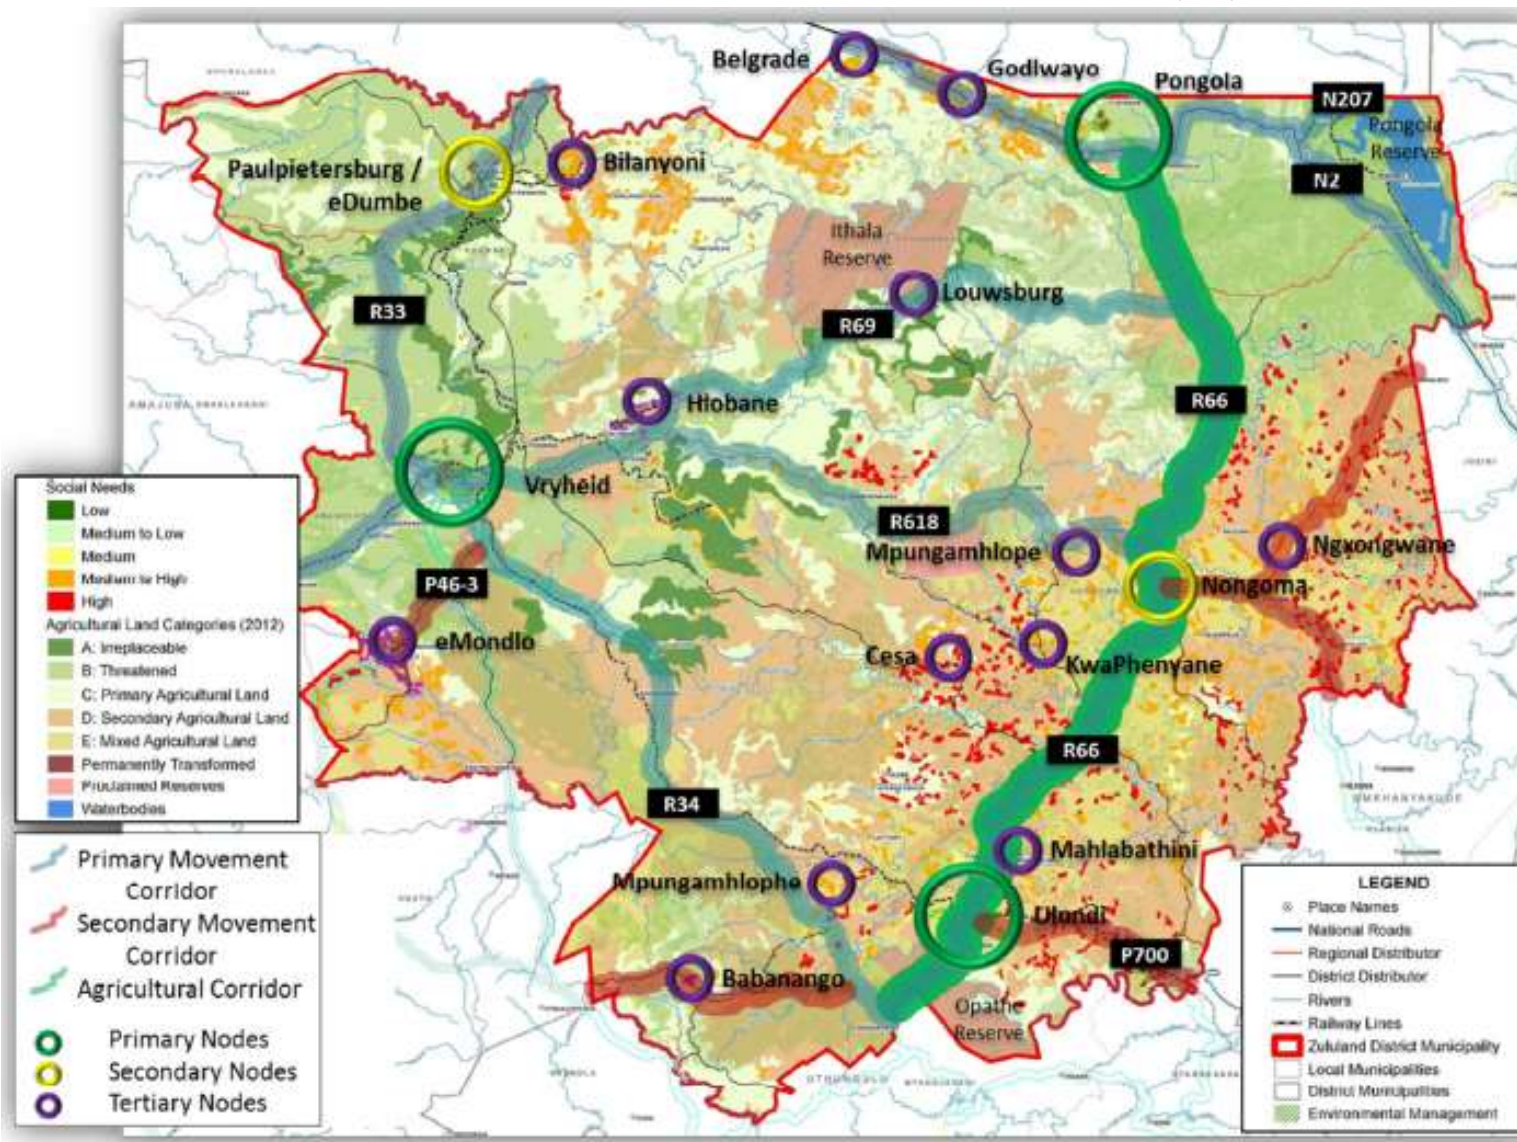 Belgrade
Godlwayo
Pongola
N207
Pongola
Reserve
N2
Paulpietersburg /
eDumbe
Bilanyoni
Ithala
Reserve
Louwsburg
R33
R69
Hlobane
R66
Vryheid
R618
Mpungamhlope
Ngxongwane
P46-3
Nongoma
eMondlo
Cesa
KwaPhenyane
R66
R34
Mahlabathini
Mpungamhlophe
Ulundi
P700
Babanango
Opathe
Reserve
Social Needs
Low
Medium to Low
Medium
Medium to High
High
Agricultural Land Categories (2012)
A: Irreplaceable
B: Threatened
C: Primary Agricultural Land
D: Secondary Agricultural Land
E: Mixed Agricultural Land
Permanently Transformed
Proclaimed Reserves
Waterbodies
Primary Movement
Corridor
Secondary Movement
Corridor
Agricultural Corridor
Primary Nodes
Secondary Nodes
Tertiary Nodes
LEGEND
Place Names
National Roads
Regional Distributor
District Distributor
Rivers
Railway Lines
Zululand District Municipality
Local Municipalities
District Municipalities
Environmental Management